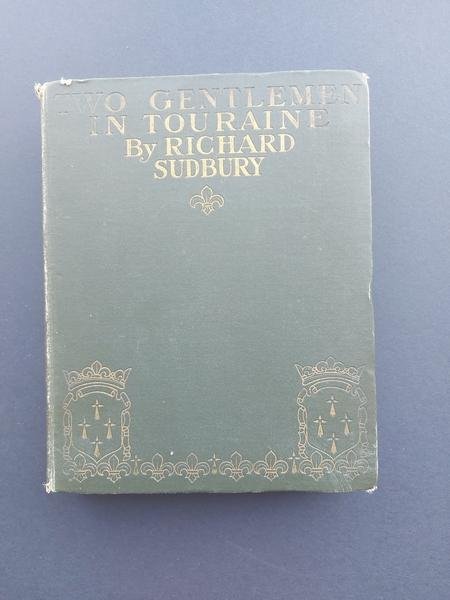 TWO GENTLEMEN
IN TOURAINE
By RICHARD
SUDBURY